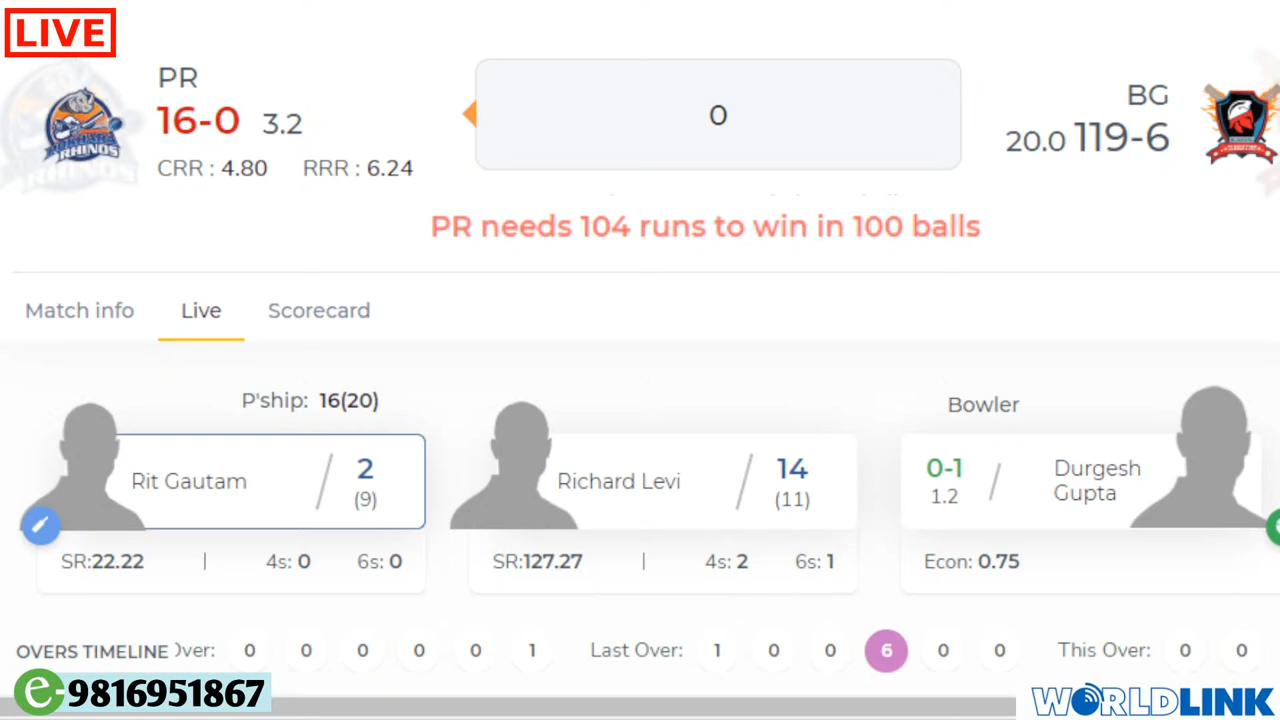 LIVE
PR
16-0 3.2
CRR : 4.80 RRR : 6.24
POKHARA
RHINOS
0
BG
20.0 119-6
PR needs 104 runs to win in 100 balls
Match info Live Scorecard
P'ship: 16(20)
Rit Gautam 2
(9)
SR:22.22 | 4s: 0 6s: 0
Richard Levi 14
(11)
SR:127.27 | 4s: 2 6s: 1
Bowler
0-1
1.2
Durgesh
Gupta
Econ: 0.75
OVERS TIMELINE Over: 0 0 0 0 0 1 Last Over: 1 0 0 6 0 0 This Over: 0 0
e-9816951867
WORLDLINK